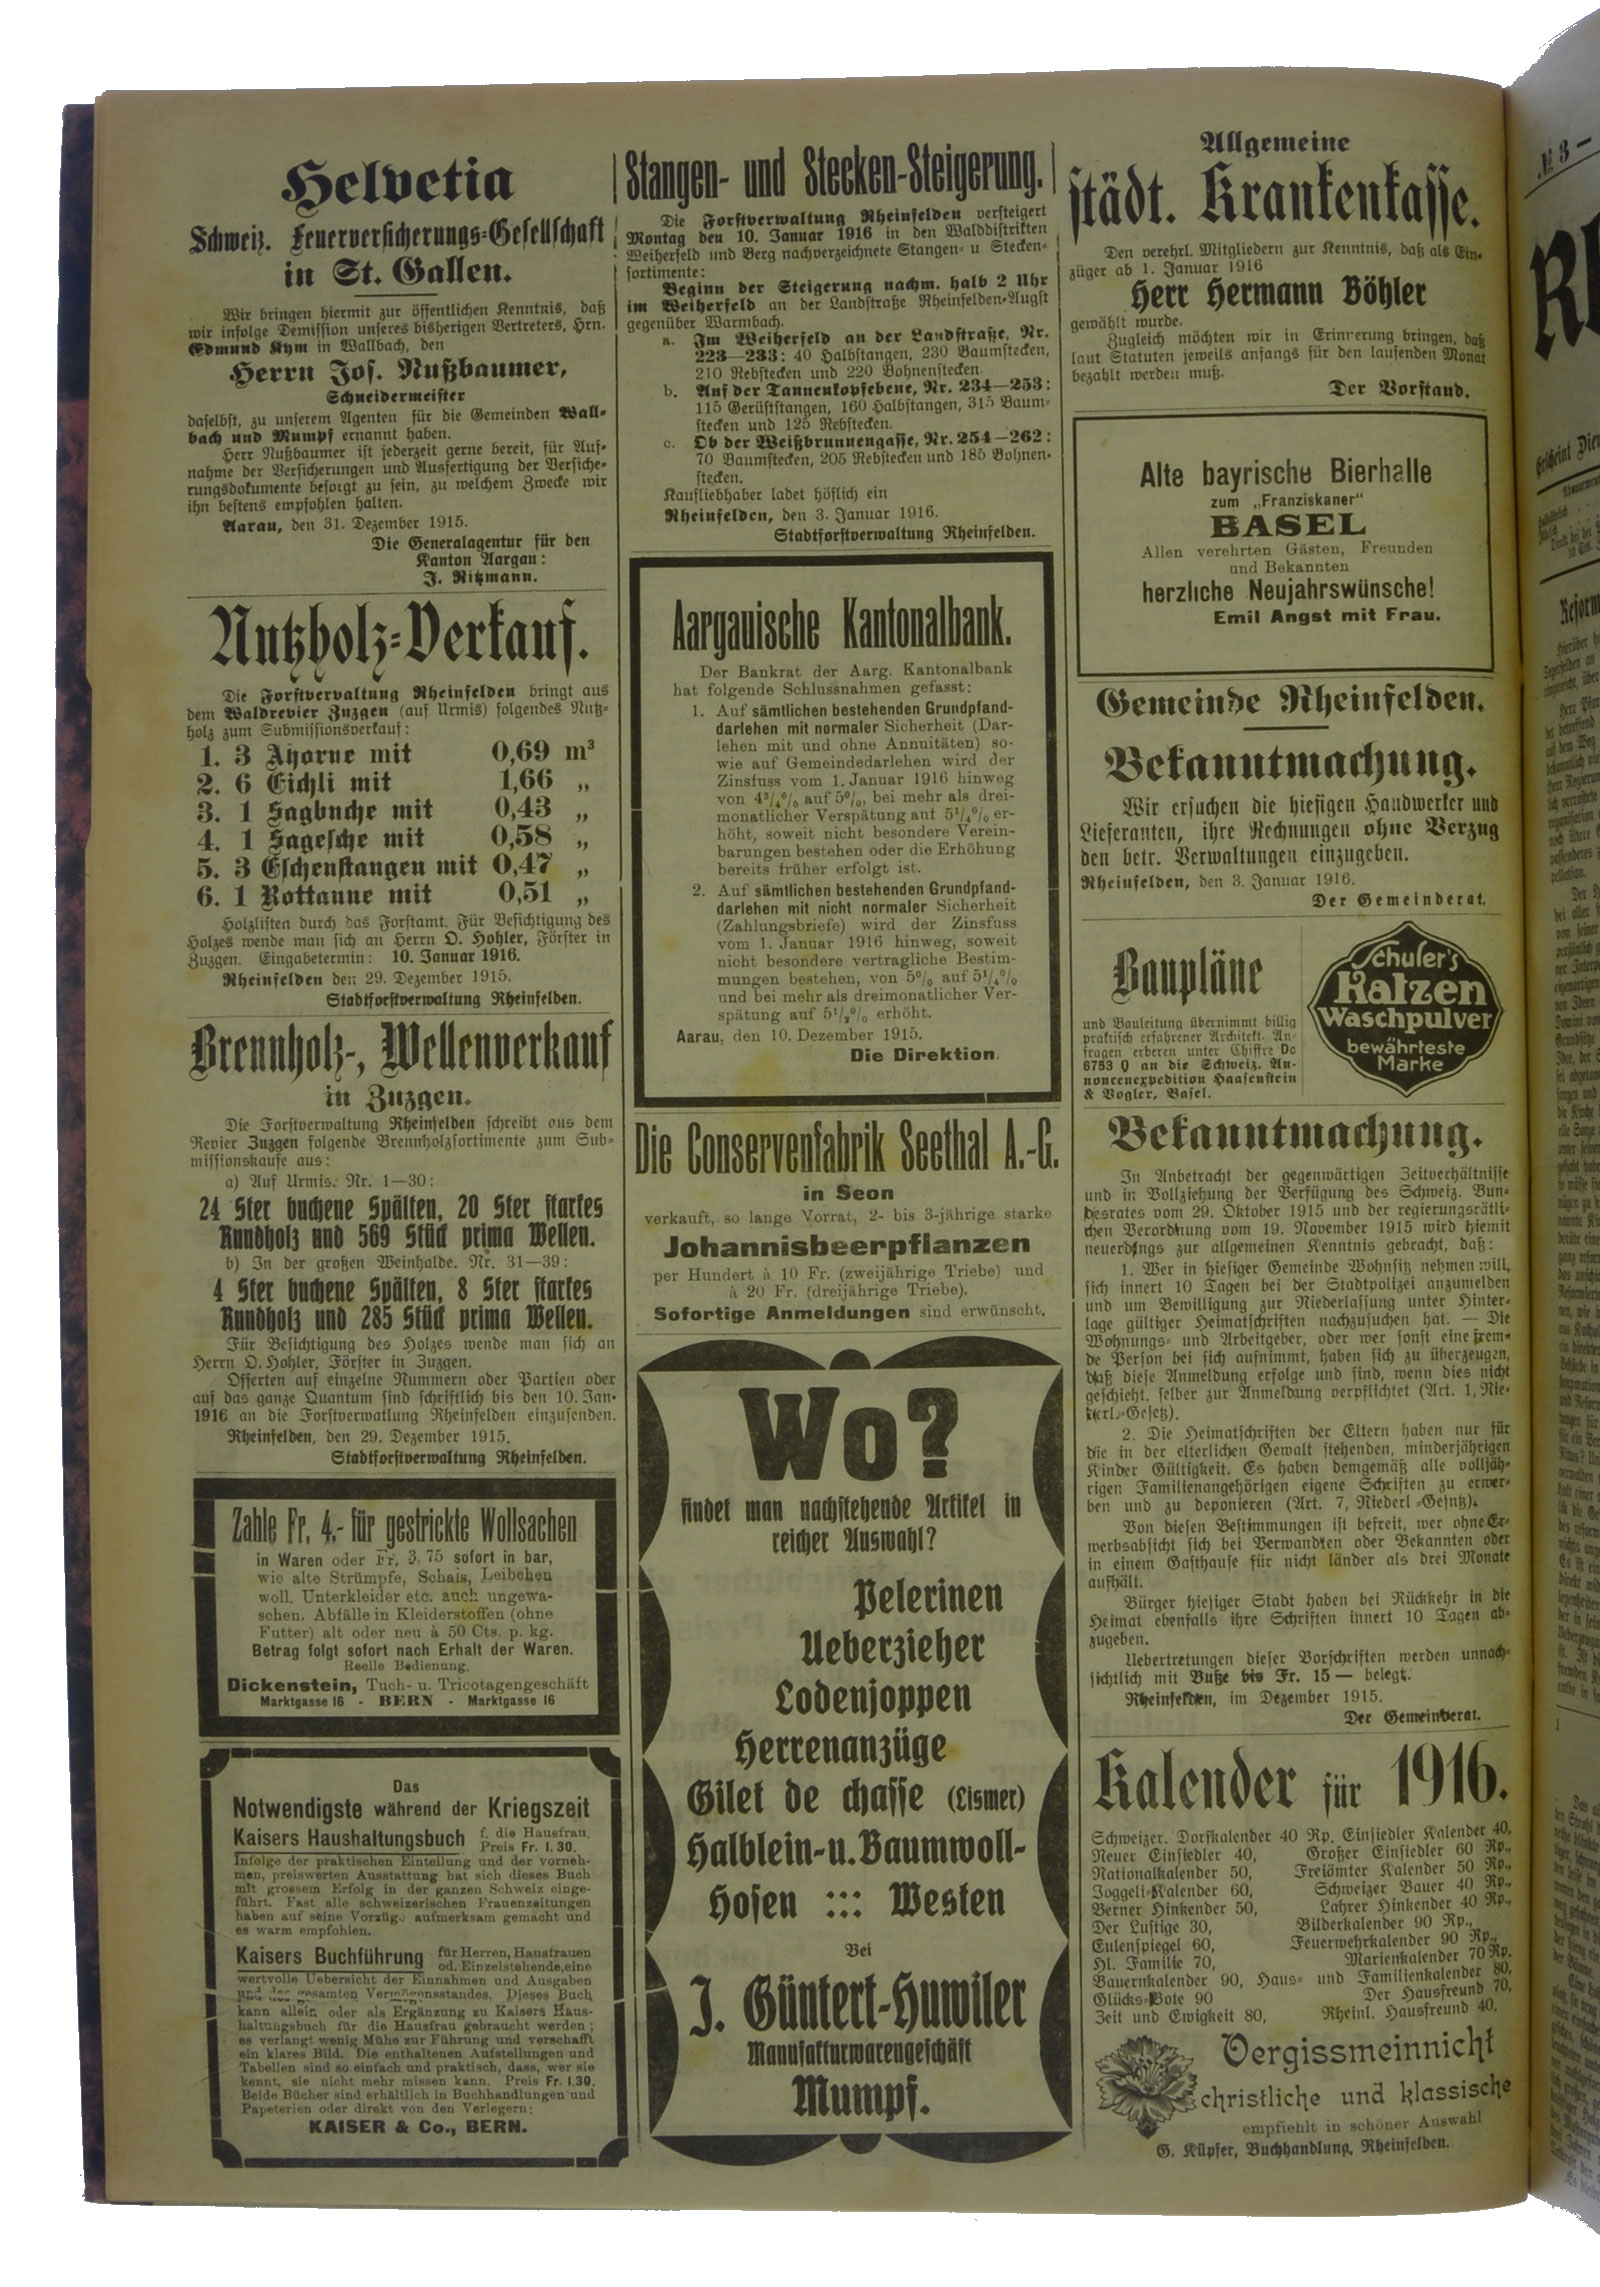 Helvetia
Schweiz. Feuerversicherungs-Gesellschaft
in St. Gallen.
Wir bringen hiermit zur öffentlichen Kenntnis, daß
wir infolge Demission unseres bisherigen Vertreters, Hrn.
Edmund Kym in Wallbach, den
Herrn Jos. Nußbaumer,
Schneidermeister
daselbst, zu unserem Agenten für die Gemeinden Wall-
bach und Mumpf ernannt haben.
Herr Nußbaumer ist jederzeit gerne bereit, für Auf-
nahme der Versicherungen und Ausfertigung der Versiche-
rungsdokumente besorgt zu sein, zu welchem Zwecke wir
ihn bestens empfohlen halten.
Aarau, den 31. Dezember 1915.
Die Generalagentur für den
Kanton Aargau:
J. Ritzmann.
Nutzholz-Verkauf.
Die Forstverwaltung Rheinfelden bringt aus
dem Waldrevier Zuzgen (auf Urmis) folgendes Nutz-
holz zum Submissionsverkauf:
1. 3 Ahorne mit 0,69 m³
2. 6 Eichli mit 1,66 „
3. 1 Sagbuche mit 0,43 „
4. 1 Sagesche mit 0,58 „
5. 3 Eschenstangen mit 0,47 „
6. 1 Rottanne mit 0,51 „
Holzlisten durch das Forstamt. Für Besichtigung des
Holzes wende man sich an Herrn O. Hohler, Förster in
Zuzgen. Eingabetermin: 10. Januar 1916.
Rheinfelden den 29. Dezember 1915.
Stadtforstverwaltung Rheinfelden.
Brennholz-, Wellenverkauf
in Zuzgen.
Die Forstverwaltung Rheinfelden schreibt aus dem
Revier Zuzgen folgende Brennholzsortimente zum Sub-
missionskaufe aus:
a) Auf Urmis. Nr. 1—30:
24 Ster buchene Spälten, 20 Ster starkes
Rundholz und 569 Stück prima Wellen.
b) In der großen Weinhalde. Nr. 31—39:
4 Ster buchene Spälten, 8 Ster starkes
Rundholz und 285 Stück prima Wellen.
Für Besichtigung des Holzes wende man sich an
Herrn O. Hohler, Förster in Zuzgen.
Offerten auf einzelne Nummern oder Partien oder
auf das ganze Quantum sind schriftlich bis den 10. Jan.
1916 an die Forstverwatlung Rheinfelden einzusenden.
Rheinfelden, den 29. Dezember 1915.
Stadtforstverwaltung Rheinfelden.
Zahle Fr. 4.- für gestrickte Wollsachen
in Waren oder Fr. 3.75 sofort in bar,
wie alte Strümpfe, Schals, Leibchen
woll. Unterkleider etc. auch ungewa-
schen. Abfälle in Kleiderstoffen (ohne
Futter) alt oder neu à 50 Cts. p. kg.
Betrag folgt sofort nach Erhalt der Waren.
Reelle Bedienung.
Dickenstein, Tuch- u. Tricotagengeschäft
Marktgasse 16 - BERN - Marktgasse 16
Das
Notwendigste während der Kriegszeit
Kaisers Haushaltungsbuch f. die Hausfrau.
Preis Fr. 1.30.
Infolge der praktischen Einteilung und der vorneh-
men, preiswerten Ausstattung hat sich dieses Buch
mit grossem Erfolg in der ganzen Schweiz einge-
führt. Fast alle schweizerischen Frauenzeitungen
haben auf seine Vorzüge aufmerksam gemacht und
es warm empfohlen.
Kaisers Buchführung für Herren, Hausfrauen
od. Einzelstehende, eine
wertvolle Uebersicht der Einnahmen und Ausgaben
und des gesamten Vermögensstandes. Dieses Buch
kann allein oder als Ergänzung zu Kaisers Haus-
haltungsbuch für die Hausfrau gebraucht werden;
es verlangt wenig Mühe zur Führung und verschafft
ein klares Bild. Die enthaltenen Aufstellungen und
Tabellen sind so einfach und praktisch, dass, wer sie
kennt, sie nicht mehr missen kann. Preis Fr. 1.30.
Beide Bücher sind erhältlich in Buchhandlungen und
Papeterien oder direkt von den Verlegern:
KAISER & Co., BERN.
Stangen- und Stecken-Steigerung.
Die Forstverwaltung Rheinfelden versteigert
Montag den 10. Januar 1916 in den Walddistrikten
Weiherfeld und Berg nachverzeichnete Stangen- u Stecken-
sortimente:
Beginn der Steigerung nachm. halb 2 Uhr
im Weiherfeld an der Landstraße Rheinfelden-Augst
gegenüber Warmbach.
a. Im Weiherfeld an der Landstraße, Nr.
223—233: 40 Halbstangen, 230 Baumstecken,
210 Rebstecken und 220 Bohnenstecken.
b. Auf der Tannenkopfebene, Nr. 234—253:
115 Gerüststangen, 160 Halbstangen, 315 Baum-
stecken und 125 Rebstecken.
c. Ob der Weißbrunnengasse, Nr. 254—262:
70 Baumstecken, 205 Rebstecken und 185 Bohnen-
stecken.
Kaufliebhaber ladet höflich ein
Rheinfelden, den 3. Januar 1916.
Stadtforstverwaltung Rheinfelden.
Aargauische Kantonalbank.
Der Bankrat der Aarg. Kantonalbank
hat folgende Schlussnahmen gefasst:
1. Auf sämtlichen bestehenden Grundpfand-
darlehen mit normaler Sicherheit (Dar-
lehen mit und ohne Annuitäten) so-
wie auf Gemeindedarlehen wird der
Zinsfuss vom 1. Januar 1916 hinweg
von 4³/₄% auf 5%, bei mehr als drei-
monatlicher Verspätung auf 5¹/₄% er-
höht, soweit nicht besondere Verein-
barungen bestehen oder die Erhöhung
bereits früher erfolgt ist.
2. Auf sämtlichen bestehenden Grundpfand-
darlehen mit nicht normaler Sicherheit
(Zahlungsbriefe) wird der Zinsfuss
vom 1. Januar 1916 hinweg, soweit
nicht besondere vertragliche Bestim-
mungen bestehen, von 5% auf 5¹/₄%
und bei mehr als dreimonatlicher Ver-
spätung auf 5¹/₂% erhöht.
Aarau, den 10. Dezember 1915.
Die Direktion.
Die Conservenfabrik Seethal A.-G.
in Seon
verkauft, so lange Vorrat, 2- bis 3-jährige starke
Johannisbeerpflanzen
per Hundert à 10 Fr. (zweijährige Triebe) und
à 20 Fr. (dreijährige Triebe).
Sofortige Anmeldungen sind erwünscht.
Wo?
findet man nachstehende Artikel in
reicher Auswahl?
Pelerinen
Ueberzieher
Lodenjoppen
Herrenanzüge
Gilet de chasse (Lismer)
Halblein- u. Baumwoll-
Hosen ::: Westen
Bei
J. Güntert-Huwiler
Manufakturwarengeschäft
Mumpf.
Allgemeine
städt. Krankenkasse.
Den verehrl. Mitgliedern zur Kenntnis, daß als Ein-
züger ab 1. Januar 1916
Herr Hermann Böhler
gewählt wurde.
Zugleich möchten wir in Erinnerung bringen, daß
laut Statuten jeweils anfangs für den laufenden Monat
bezahlt werden muß.
Der Vorstand.
Alte bayrische Bierhalle
zum „Franziskaner“
BASEL
Allen verehrten Gästen, Freunden
und Bekannten
herzliche Neujahrswünsche!
Emil Angst mit Frau.
Gemeinde Rheinfelden.
Bekanntmachung.
Wir ersuchen die hiesigen Handwerker und
Lieferanten, ihre Rechnungen ohne Verzug
den betr. Verwaltungen einzugeben.
Rheinfelden, den 3. Januar 1916.
Der Gemeinderat.
Baupläne
und Bauleitung übernimmt billig
praktisch erfahrener Architekt. An-
fragen erbeten unter Chiffre Dc
6753 Q an die Schweiz. An-
noncenexpedition Haasenstein
& Vogler, Basel.
Schuler's
Katzen
Waschpulver
bewährteste
Marke
Bekanntmachung.
In Anbetracht der gegenwärtigen Zeitverhältnisse
und in Vollziehung der Verfügung des Schweiz. Bun-
desrates vom 29. Oktober 1915 und der regierungsrätli-
chen Verordnung vom 19. November 1915 wird hiemit
neuerdings zur allgemeinen Kenntnis gebracht, daß:
1. Wer in hiesiger Gemeinde Wohnsitz nehmen will,
sich innert 10 Tagen bei der Stadtpolizei anzumelden
und um Bewilligung zur Niederlassung unter Hinter-
lage gültiger Heimatschriften nachzusuchen hat. — Die
Wohnungs- und Arbeitgeber, oder wer sonst eine frem-
de Person bei sich aufnimmt, haben sich zu überzeugen,
daß diese Anmeldung erfolge und sind, wenn dies nicht
geschieht, selber zur Anmeldung verpflichtet (Art. 1, Nie-
derl.-Gesetz).
2. Die Heimatschriften der Eltern haben nur für
die in der elterlichen Gewalt stehenden, minderjährigen
Kinder Gültigkeit. Es haben demgemäß alle volljäh-
rigen Familienangehörigen eigene Schriften zu erwer-
ben und zu deponieren (Art. 7, Niederl.-Gesntz).
Von diesen Bestimmungen ist befreit, wer ohne Er-
werbsabsicht sich bei Verwandten oder Bekannten oder
in einem Gasthause für nicht länder als drei Monate
aufhält.
Bürger hiesiger Stadt haben bei Rückkehr in die
Heimat ebenfalls ihre Schriften innert 10 Tagen ab-
zugeben.
Uebertretungen dieser Vorschriften werden unnach-
sichtlich mit Buße bis Fr. 15 — belegt.
Rheinfelden, im Dezember 1915.
Der Gemeinderat.
Kalender für 1916.
Schweizer. Dorfkalender 40 Rp. Einsiedler Kalender 40,
Neuer Einsiedler 40, Großer Einsiedler 60 Rp.,
Nationalkalender 50, Freiämter Kalender 50 Rp.,
Joggeli-Kalender 60, Schweizer Bauer 40 Rp.,
Berner Hinkender 50, Lahrer Hinkender 40 Rp.,
Der Lustige 30, Bilderkalender 90 Rp.,
Eulenspiegel 60, Feuerwehrkalender 90 Rp.,
Hl. Familie 70, Marienkalender 70 Rp.
Bauernkalender 90, Haus- und Familienkalender 80,
Glücks-Bote 90 Der Hausfreund 70,
Zeit und Ewigkeit 80, Rheinl. Hausfreund 40.
Vergissmeinnicht
christliche und klassische
empfiehlt in schöner Auswahl
G. Küpfer, Buchhandlung, Rheinfelden.
№ 3 —
Erscheint
Reform